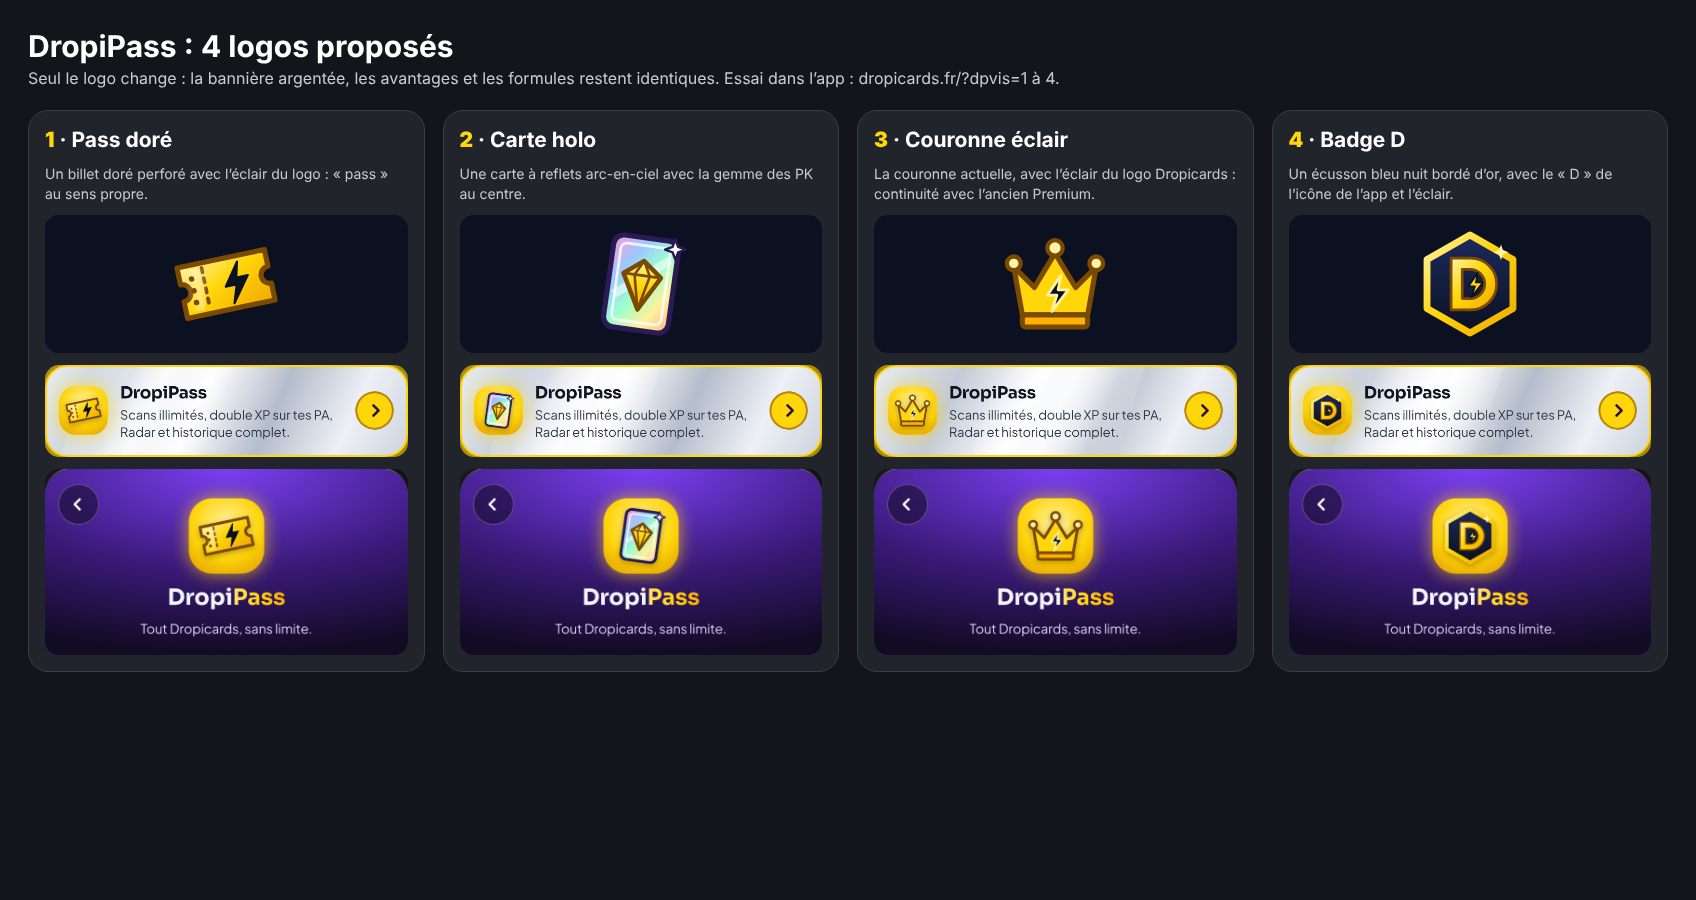 DropiPass : 4 logos proposés
Seul le logo change : la bannière argentée, les avantages et les formules restent identiques. Essai dans l’app : dropicards.fr/?dpvis=1 à 4.
1 · Pass doré
Un billet doré perforé avec l’éclair du logo : « pass »
au sens propre.
DropiPass
Scans illimités, double XP sur tes PA,
Radar et historique complet.
DropiPass
Tout Dropicards, sans limite.
2 · Carte holo
Une carte à reflets arc-en-ciel avec la gemme des PK
au centre.
DropiPass
Scans illimités, double XP sur tes PA,
Radar et historique complet.
DropiPass
Tout Dropicards, sans limite.
3 · Couronne éclair
La couronne actuelle, avec l’éclair du logo Dropicards :
continuité avec l’ancien Premium.
DropiPass
Scans illimités, double XP sur tes PA,
Radar et historique complet.
DropiPass
Tout Dropicards, sans limite.
4 · Badge D
Un écusson bleu nuit bordé d’or, avec le « D » de
l’icône de l’app et l’éclair.
D
D
DropiPass
Scans illimités, double XP sur tes PA,
Radar et historique complet.
D
DropiPass
Tout Dropicards, sans limite.